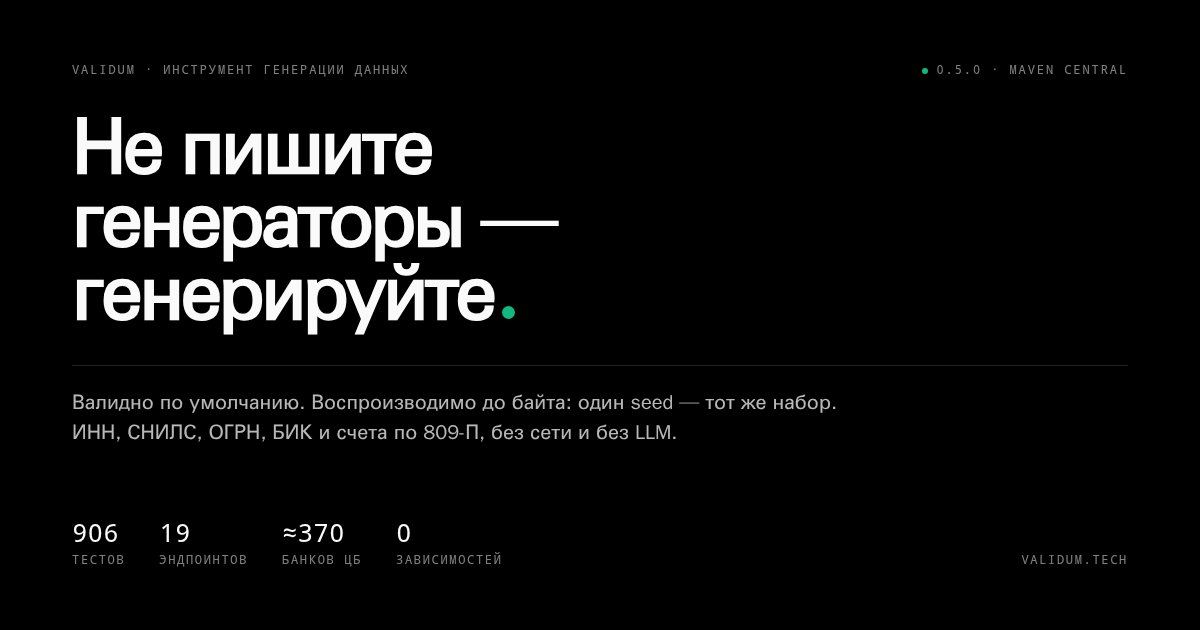 VALIDUM · ИНСТРУМЕНТ ГЕНЕРАЦИИ ДАННЫХ
0.5.0 · MAVEN CENTRAL
Не пишите
генераторы —
генерируйте.
Валидно по умолчанию. Воспроизводимо до байта: один seed — тот же набор.
ИНН, СНИЛС, ОГРН, БИК и счета по 809-П, без сети и без LLM.
906 19 ≈370 0
ТЕСТОВ ЭНДПОИНТОВ БАНКОВ ЦБ ЗАВИСИМОСТЕЙ
VALIDUM.TECH